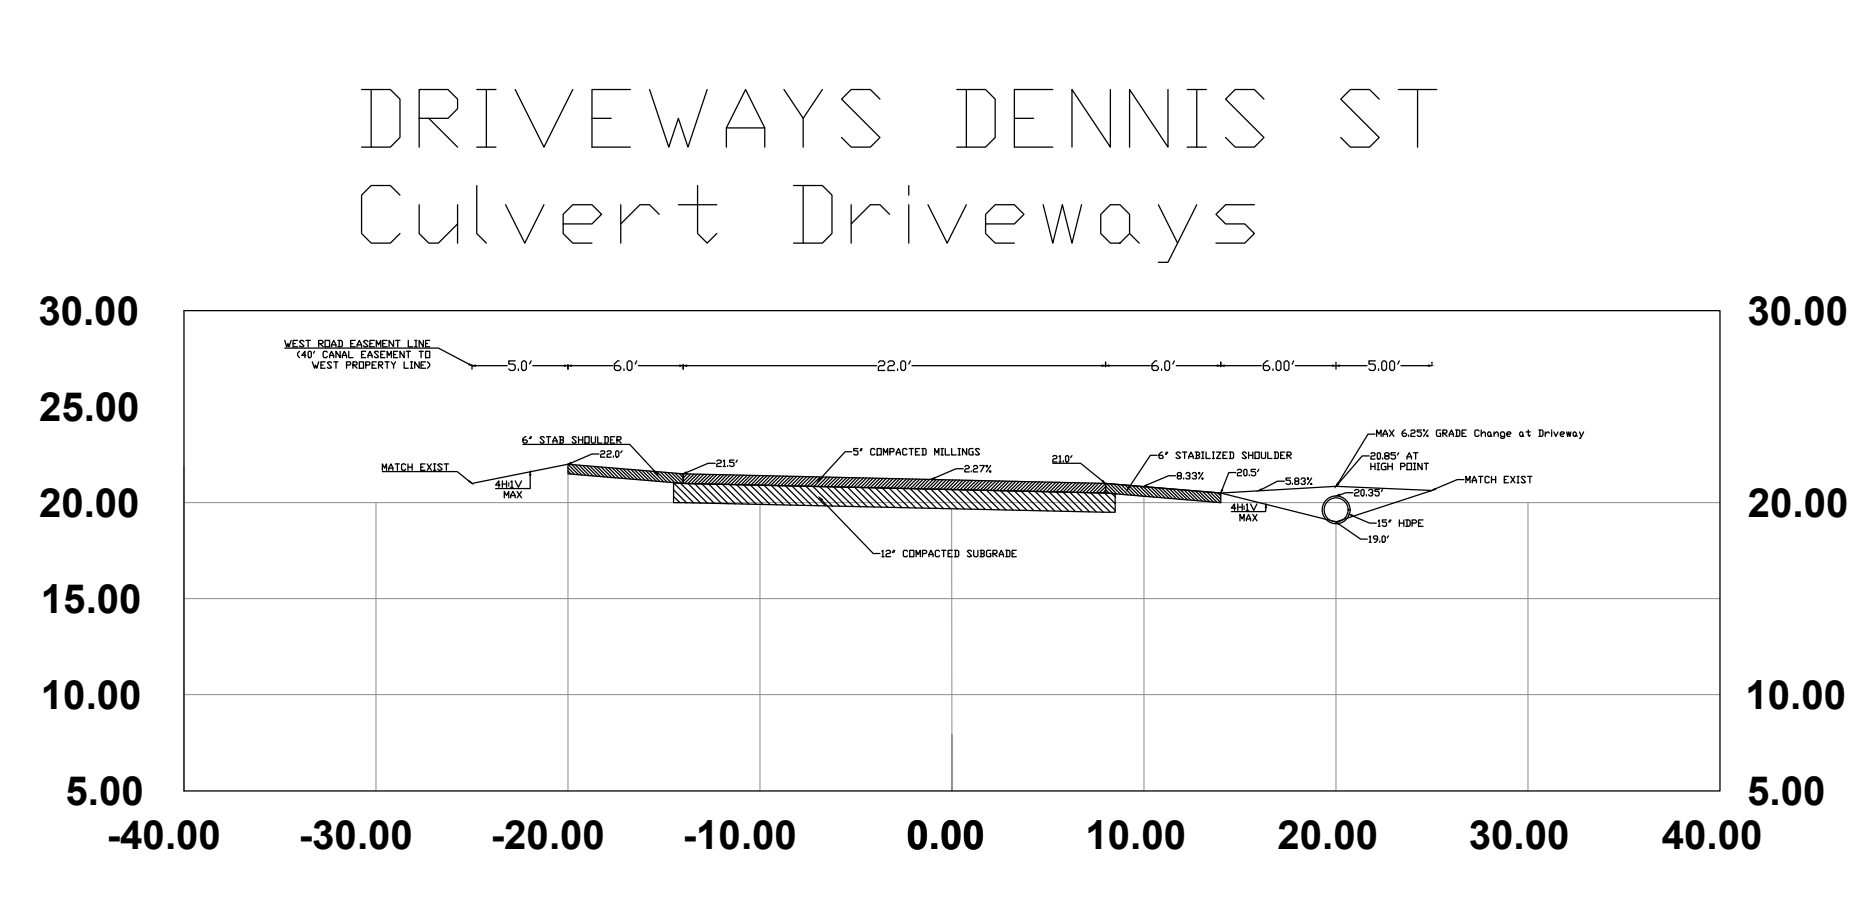 DRIVEWAYS DENNIS ST
Culvert Driveways
30.00
30.00
WEST ROAD EASEMENT LINE
(40' CANAL EASEMENT TO
WEST PROPERTY LINE)
5.0'
6.0'
22.0'
6.0'
6.00'
5.00'
25.00
MAX 6.25% GRADE Change at Driveway
6" STAB SHOULDER
22.0'
5" COMPACTED MILLINGS
21.0'
6" STABILIZED SHOULDER
20.85' AT
HIGH POINT
MATCH EXIST
21.5'
2.27%
8.33%
20.5'
5.83%
MATCH EXIST
4H:1V
MAX
20.35'
20.00
20.00
4H:1V
MAX
15" HDPE
19.0'
12" COMPACTED SUBGRADE
15.00
10.00
10.00
5.00
5.00
-40.00
-30.00
-20.00
-10.00
0.00
10.00
20.00
30.00
40.00